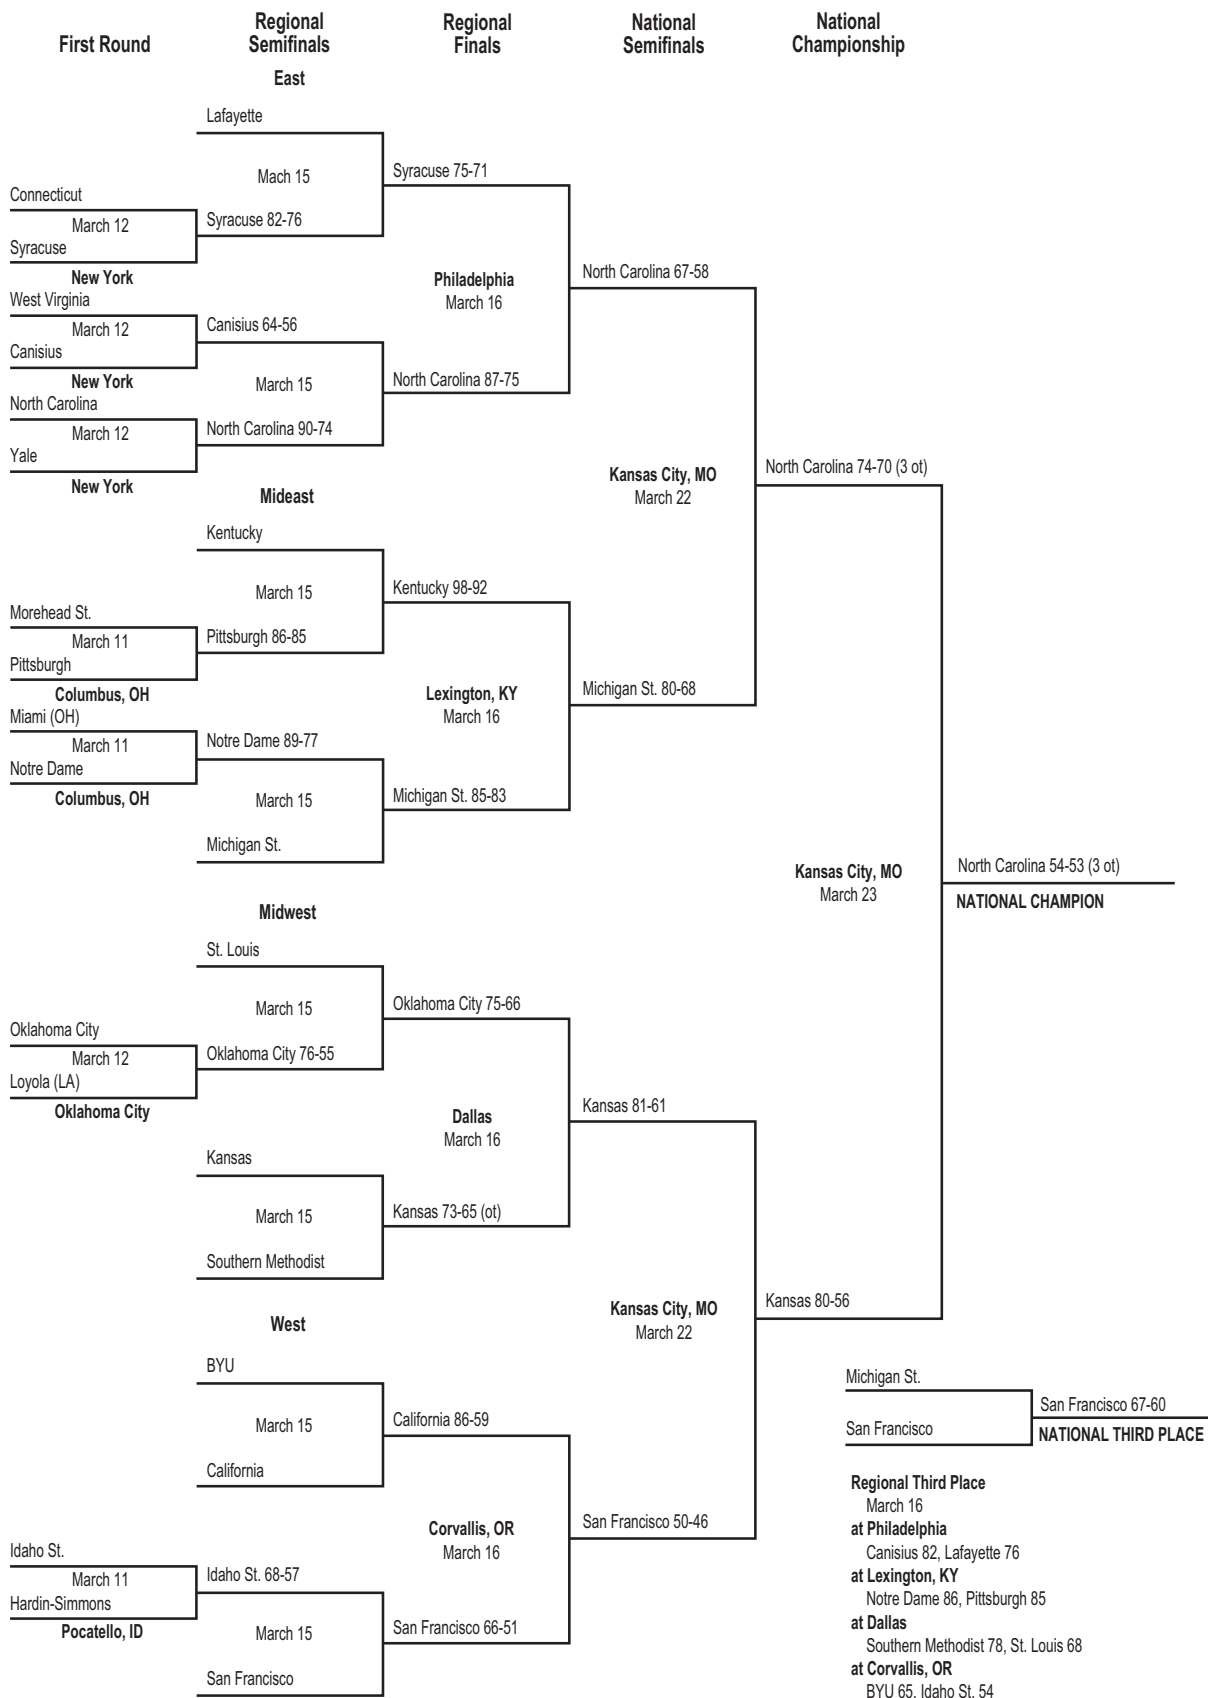 First Round
Regional
Semifinals
Regional
Finals
National
Semifinals
National
Championship
East
Lafayette
Mach 15
Syracuse 75-71
Connecticut
March 12
Syracuse 82-76
Syracuse
New York
Philadelphia
March 16
North Carolina 67-58
West Virginia
March 12
Canisius 64-56
Canisius
New York
March 15
North Carolina 87-75
North Carolina
March 12
North Carolina 90-74
Yale
New York
Kansas City, MO
March 22
North Carolina 74-70 (3 ot)
Mideast
Kentucky
March 15
Kentucky 98-92
Morehead St.
March 11
Pittsburgh 86-85
Pittsburgh
Columbus, OH
Lexington, KY
March 16
Michigan St. 80-68
Miami (OH)
March 11
Notre Dame 89-77
Notre Dame
Columbus, OH
March 15
Michigan St. 85-83
Michigan St.
Kansas City, MO
March 23
North Carolina 54-53 (3 ot)
NATIONAL CHAMPION
Midwest
St. Louis
March 15
Oklahoma City 75-66
Oklahoma City
March 12
Oklahoma City 76-55
Loyola (LA)
Oklahoma City
Dallas
March 16
Kansas 81-61
Kansas
March 15
Kansas 73-65 (ot)
Southern Methodist
Kansas City, MO
March 22
Kansas 80-56
West
BYU
March 15
California 86-59
California
Corvallis, OR
March 16
San Francisco 50-46
Idaho St.
March 11
Idaho St. 68-57
Hardin-Simmons
Pocatello, ID
March 15
San Francisco 66-51
San Francisco
Michigan St.
San Francisco 67-60
San Francisco
NATIONAL THIRD PLACE
Regional Third Place
March 16
at Philadelphia
Canisius 82, Lafayette 76
at Lexington, KY
Notre Dame 86, Pittsburgh 85
at Dallas
Southern Methodist 78, St. Louis 68
at Corvallis, OR
BYU 65, Idaho St. 54